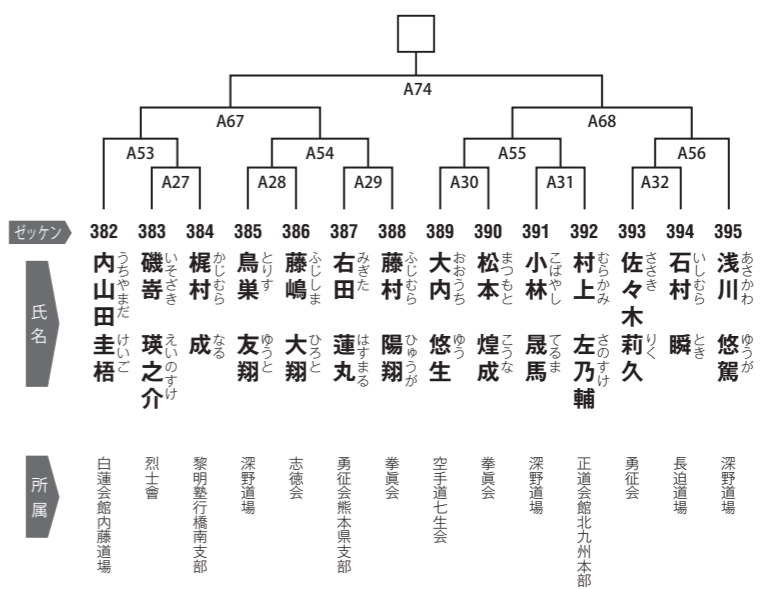 A74
A67
A68
A53
A54
A55
A56
A27
A28
A29
A30
A31
A32
ゼッケン
382
383
384
385
386
387
388
389
390
391
392
393
394
395
氏名
内山田 圭梧
うちやまだ けいご
磯嵜 瑛之介
いそざき えいのすけ
梶村 成
かじむら なる
鳥巣 友翔
とりす ゆうと
藤嶋 大翔
ふじしま ひろと
右田 蓮丸
みぎた はすまる
藤村 陽翔
ふじむら ひゅうが
大内 悠生
おおうち ゆう
松本 煌成
まつもと こうな
小林 晟馬
こばやし てるま
村上 左乃輔
むらかみ さのすけ
佐々木 莉久
ささき りく
石村 瞬
いしむら とき
浅川 悠駕
あさかわ ゆうが
所属
白蓮会館内藤道場
烈士會
黎明塾行橋南支部
深野道場
志徳会
勇征会熊本県支部
拳眞会
空手道七生会
拳眞会
深野道場
正道会館北九州本部
勇征会
長迫道場
深野道場